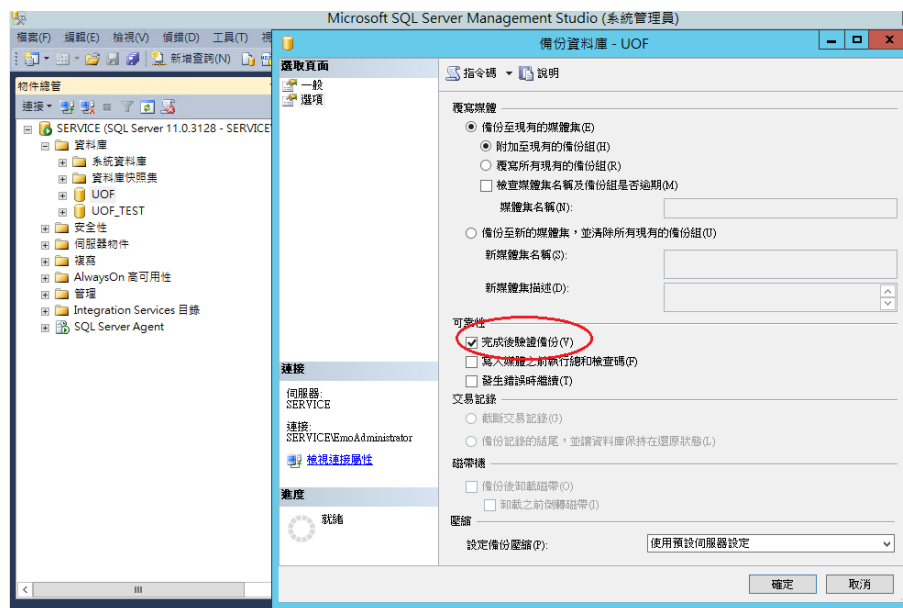 Microsoft SQL Server Management Studio (系統管理員)
檔案(F) 編輯(E) 檢視(V) 偵錯(D) 工具(T) 視
新增查詢(N)
物件總管
連接
SERVICE (SQL Server 11.0.3128 - SERVICE
資料庫
系統資料庫
資料庫快照集
UOF
UOF_TEST
安全性
伺服器物件
複寫
AlwaysOn 高可用性
管理
Integration Services 目錄
SQL Server Agent
備份資料庫 - UOF
選取頁面
一般
選項
連接
伺服器:
SERVICE
連接:
SERVICE\EmoAdministrator
檢視連接屬性
進度
就緒
指令碼 說明
覆寫媒體
備份至現有的媒體集(E)
附加至現有的備份組(H)
覆寫所有現有的備份組(R)
檢查媒體集名稱及備份組是否逾期(M)
媒體集名稱(N):
備份至新的媒體集，並清除所有現有的備份組(U)
新媒體集名稱(S):
新媒體集描述(D):
可靠性
完成後驗證備份(V)
寫入媒體之前執行總和檢查碼(F)
發生錯誤時繼續(T)
交易記錄
截斷交易記錄(G)
備份記錄的結尾，並讓資料庫保持在還原狀態(L)
磁帶機
備份後卸載磁帶(O)
卸載之前倒轉磁帶(I)
壓縮
設定備份壓縮(P):
使用預設伺服器設定
確定 取消